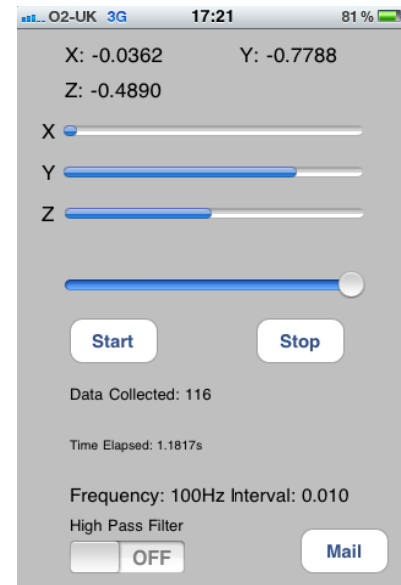 O2-UK 3G 17:21 81 %
X: -0.0362 Y: -0.7788
Z: -0.4890
X
Y
Z
Start Stop
Data Collected: 116
Time Elapsed: 1.1817s
Frequency: 100Hz Interval: 0.010
High Pass Filter
OFF Mail